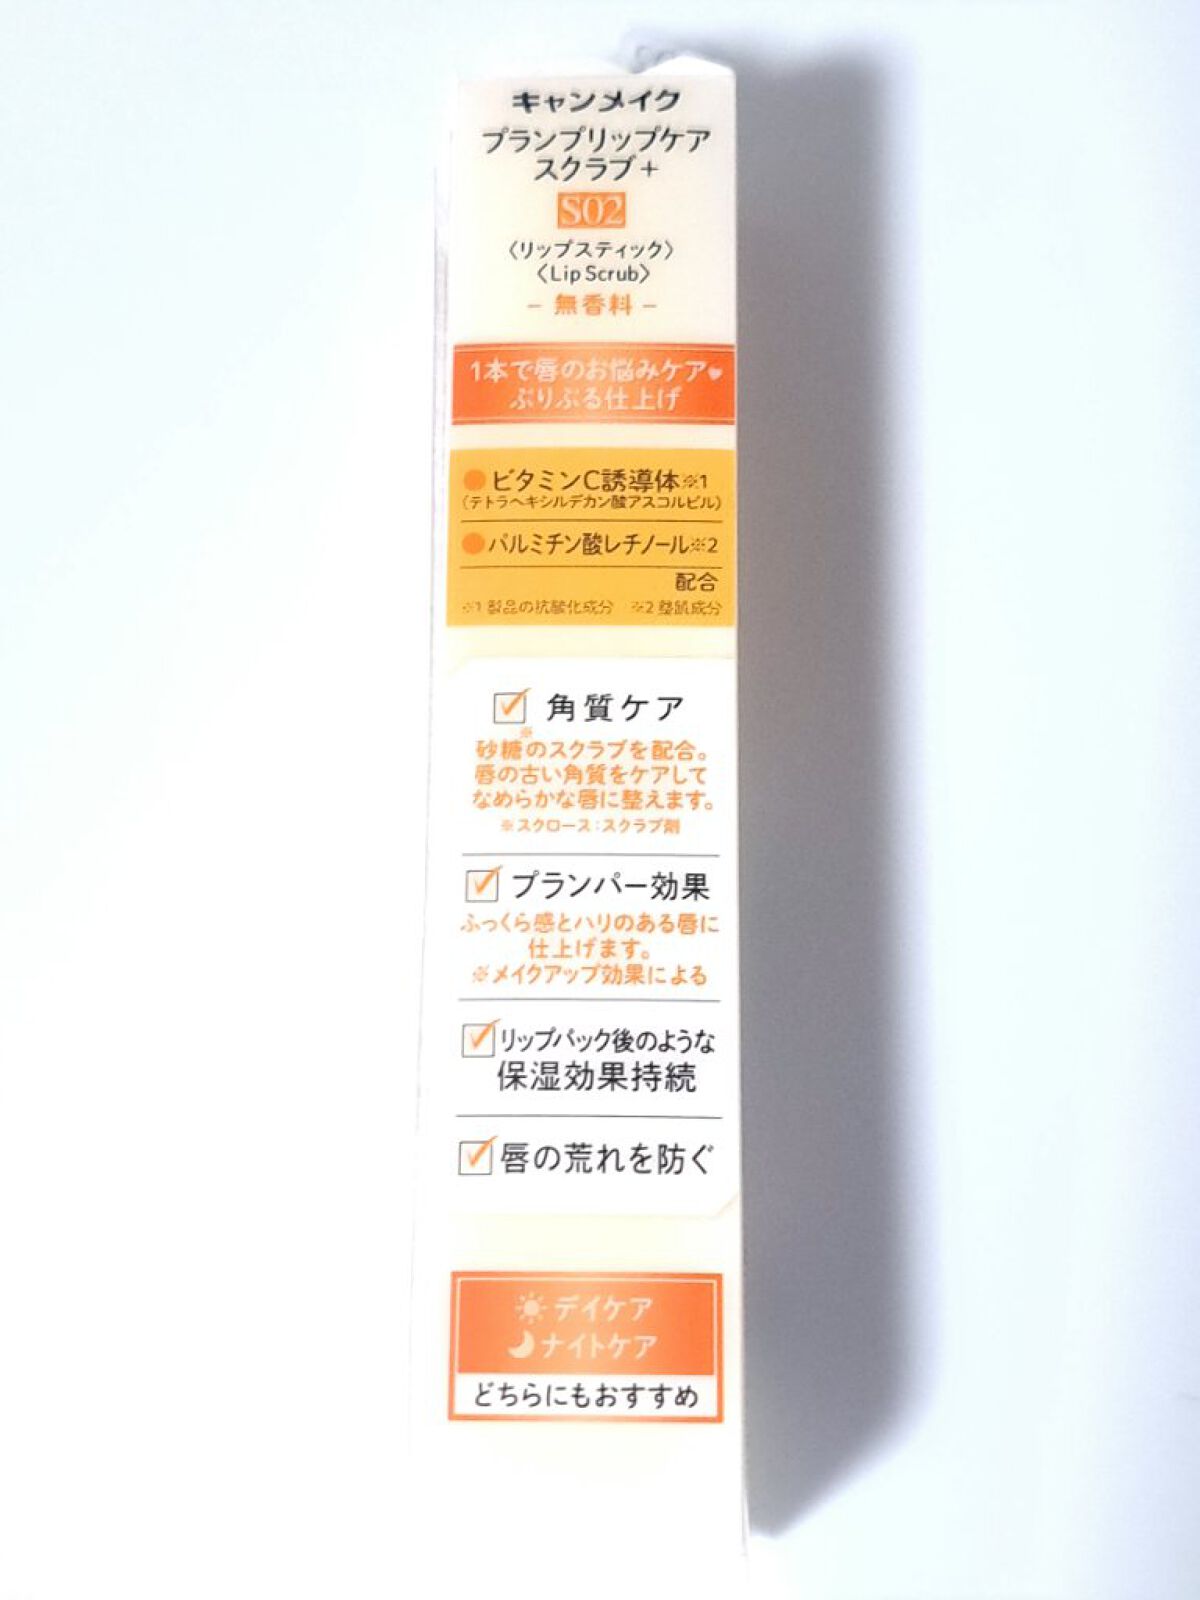 キャンメイク
プランプリップケア
スクラブ+
S02
〈リップスティック〉
〈Lip Scrub〉
- 無香料 -
1本で唇のお悩みケア♥
ぷりぷる仕上げ
●ビタミンC誘導体※1
(テトラヘキシルデカン酸アスコルビル)
●パルミチン酸レチノール※2
配合
※1 製品の抗酸化成分 ※2 整肌成分
角質ケア
砂糖※のスクラブを配合。
唇の古い角質をケアして
なめらかな唇に整えます。
※スクロース:スクラブ剤
プランパー効果
ふっくら感とハリのある唇に
仕上げます。
※メイクアップ効果による
リップパック後のような
保湿効果持続
唇の荒れを防ぐ
デイケア
ナイトケア
どちらにもおすすめ